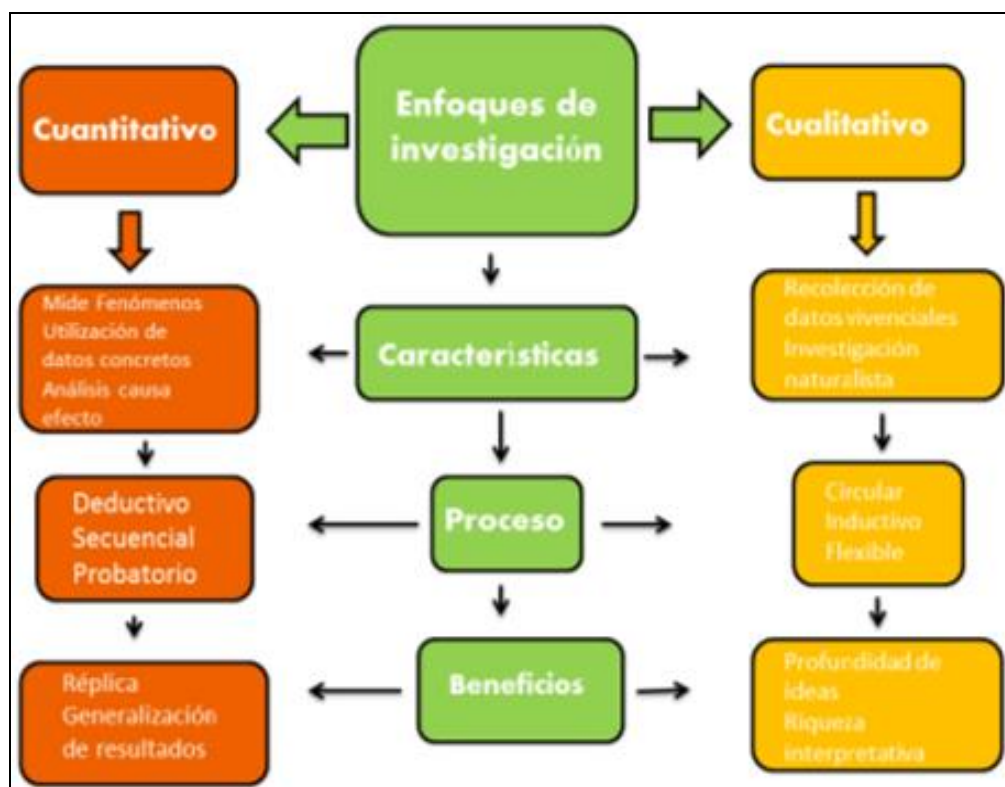 Enfoques de
investigación
Cuantitativo
Cualitativo
Mide Fenómenos
Utilización de
datos concretos
Análisis causa
efecto
Características
Recolección de
datos vivenciales
Investigación
naturalista
Deductivo
Secuencial
Probatorio
Proceso
Circular
Inductivo
Flexible
Réplica
Generalización
de resultados
Beneficios
Profundidad de
ideas
Riqueza
interpretativa